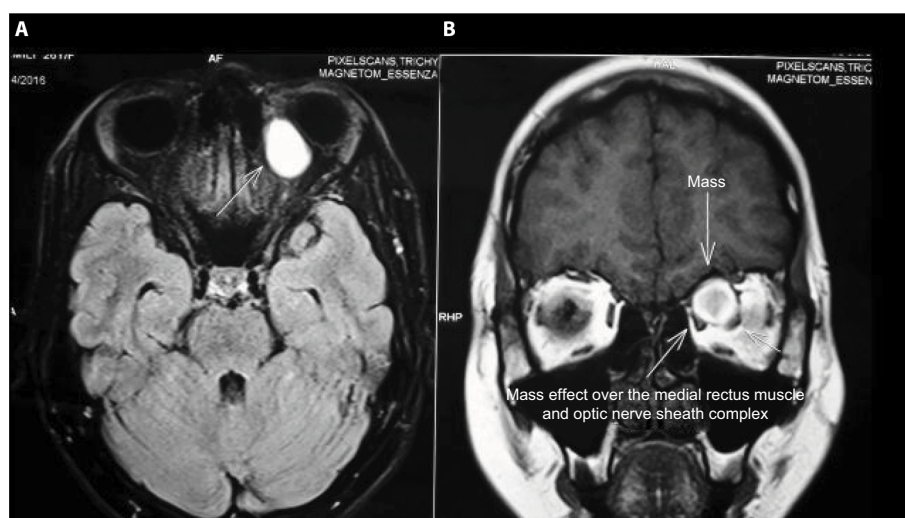 A
B
AF
PIXELSCANS,TRICHY
MAGNETOM_ESSENZA
4/2016
PIXELSCANS,TRIC
MAGNETOM_ESSEN
Mass
A
RHP
Mass effect over the medial rectus muscle
and optic nerve sheath complex